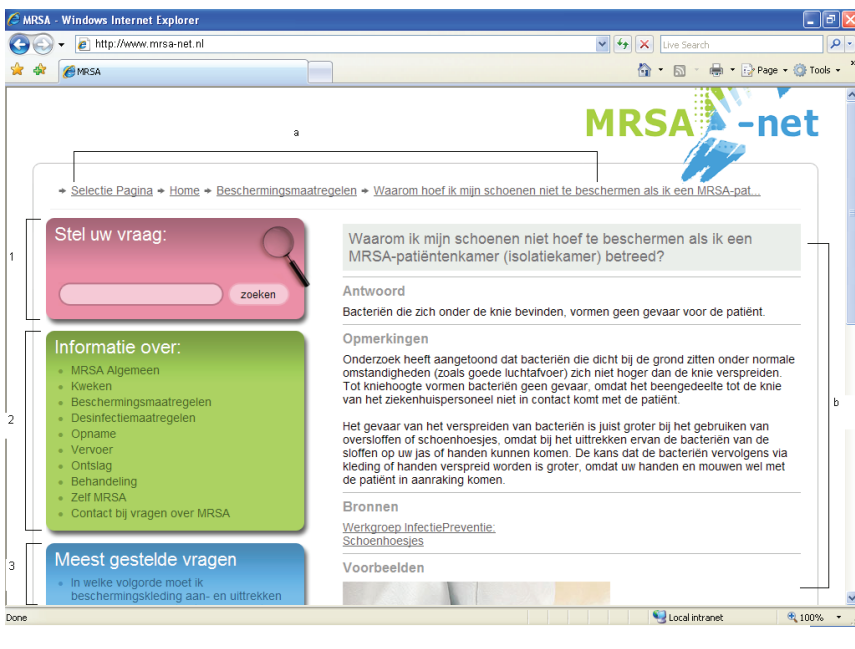 MRSA - Windows Internet Explorer
http://www.mrsa-net.nl
Live Search
MRSA
Page
Tools
MRSA-net
a
Selectie Pagina Home Beschermingsmaatregelen Waarom hoef ik mijn schoenen niet te beschermen als ik een MRSA-pat...
1
Stel uw vraag:
zoeken
2
Informatie over:
MRSA Algemeen
Kweken
Beschermingsmaatregelen
Desinfectiemaatregelen
Opname
Vervoer
Ontslag
Behandeling
Zelf MRSA
Contact bij vragen over MRSA
3
Meest gestelde vragen
In welke volgorde moet ik
beschermingskleding aan- en uittrekken
Waarom ik mijn schoenen niet hoef te beschermen als ik een
MRSA-patiëntenkamer (isolatiekamer) betreed?
Antwoord
Bacteriën die zich onder de knie bevinden, vormen geen gevaar voor de patiënt.
Opmerkingen
Onderzoek heeft aangetoond dat bacteriën die dicht bij de grond zitten onder normale
omstandigheden (zoals goede luchtafvoer) zich niet hoger dan de knie verspreiden.
Tot kniehoogte vormen bacteriën geen gevaar, omdat het beengedeelte tot de knie
van het ziekenhuispersoneel niet in contact komt met de patiënt.
Het gevaar van het verspreiden van bacteriën is juist groter bij het gebruiken van
oversloffen of schoenhoesjes, omdat bij het uittrekken ervan de bacteriën van de
sloffen op uw jas of handen kunnen komen. De kans dat de bacteriën vervolgens via
kleding of handen verspreid worden is groter, omdat uw handen en mouwen wel met
de patiënt in aanraking komen.
Bronnen
Werkgroep InfectiePreventie:
Schoenhoesjes
Voorbeelden
b
Done
Local intranet
100%